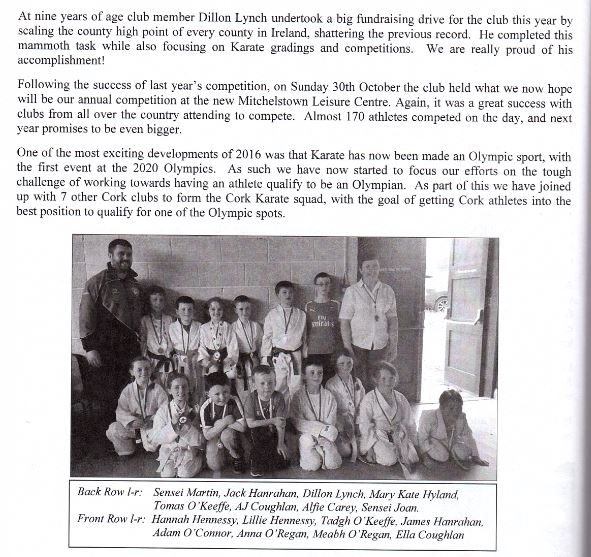 At nine years of age club member Dillon Lynch undertook a big fundraising drive for the club this year by
scaling the county high point of every county in Ireland, shattering the previous record.  He completed this
mammoth task while also focusing on Karate gradings and competitions.  We are really proud of his
accomplishment!
Following the success of last year's competition, on Sunday 30th October the club held what we now hope
will be our annual competition at the new Mitchelstown Leisure Centre. Again, it was a great success with
clubs from all over the country attending to compete.  Almost 170 athletes competed on the day, and next
year promises to be even bigger.
One of the most exciting developments of 2016 was that Karate has now been made an Olympic sport, with
the first event at the 2020 Olympics.  As such we have now started to focus our efforts on the tough
challenge of working towards having an athlete qualify to be an Olympian.  As part of this we have joined
up with 7 other Cork clubs to form the Cork Karate squad, with the goal of getting Cork athletes into the
best position to qualify for one of the Olympic spots.
Fly
Emirates
Back Row l-r: Sensei Martin, Jack Hanrahan, Dillon Lynch, Mary Kate Hyland,
Tomas O'Keeffe, AJ Coughlan, Alfie Carey, Sensei Joan.
Front Row l-r: Hannah Hennessy, Lillie Hennessy, Tadgh O'Keeffe, James Hanrahan.
Adam O'Connor, Anna O'Regan, Meabh O'Regan, Ella Coughlan